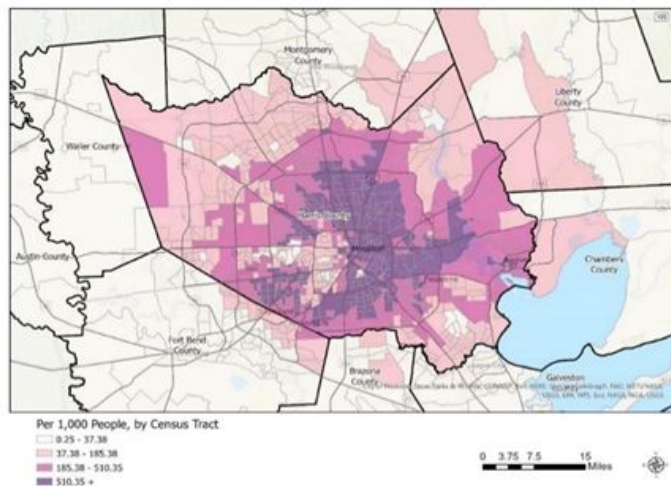 Montgomery
County
Liberty
County
Waller County
Harris County
Houston
Austin County
Chambers
County
Fort Bend
County
Brazoria
County
Galveston
Per 1,000 People, by Census Tract
0.25 - 37.38
37.38 - 185.38
185.38 - 510.35
510.35 +
0 3.75 7.5 15
Miles